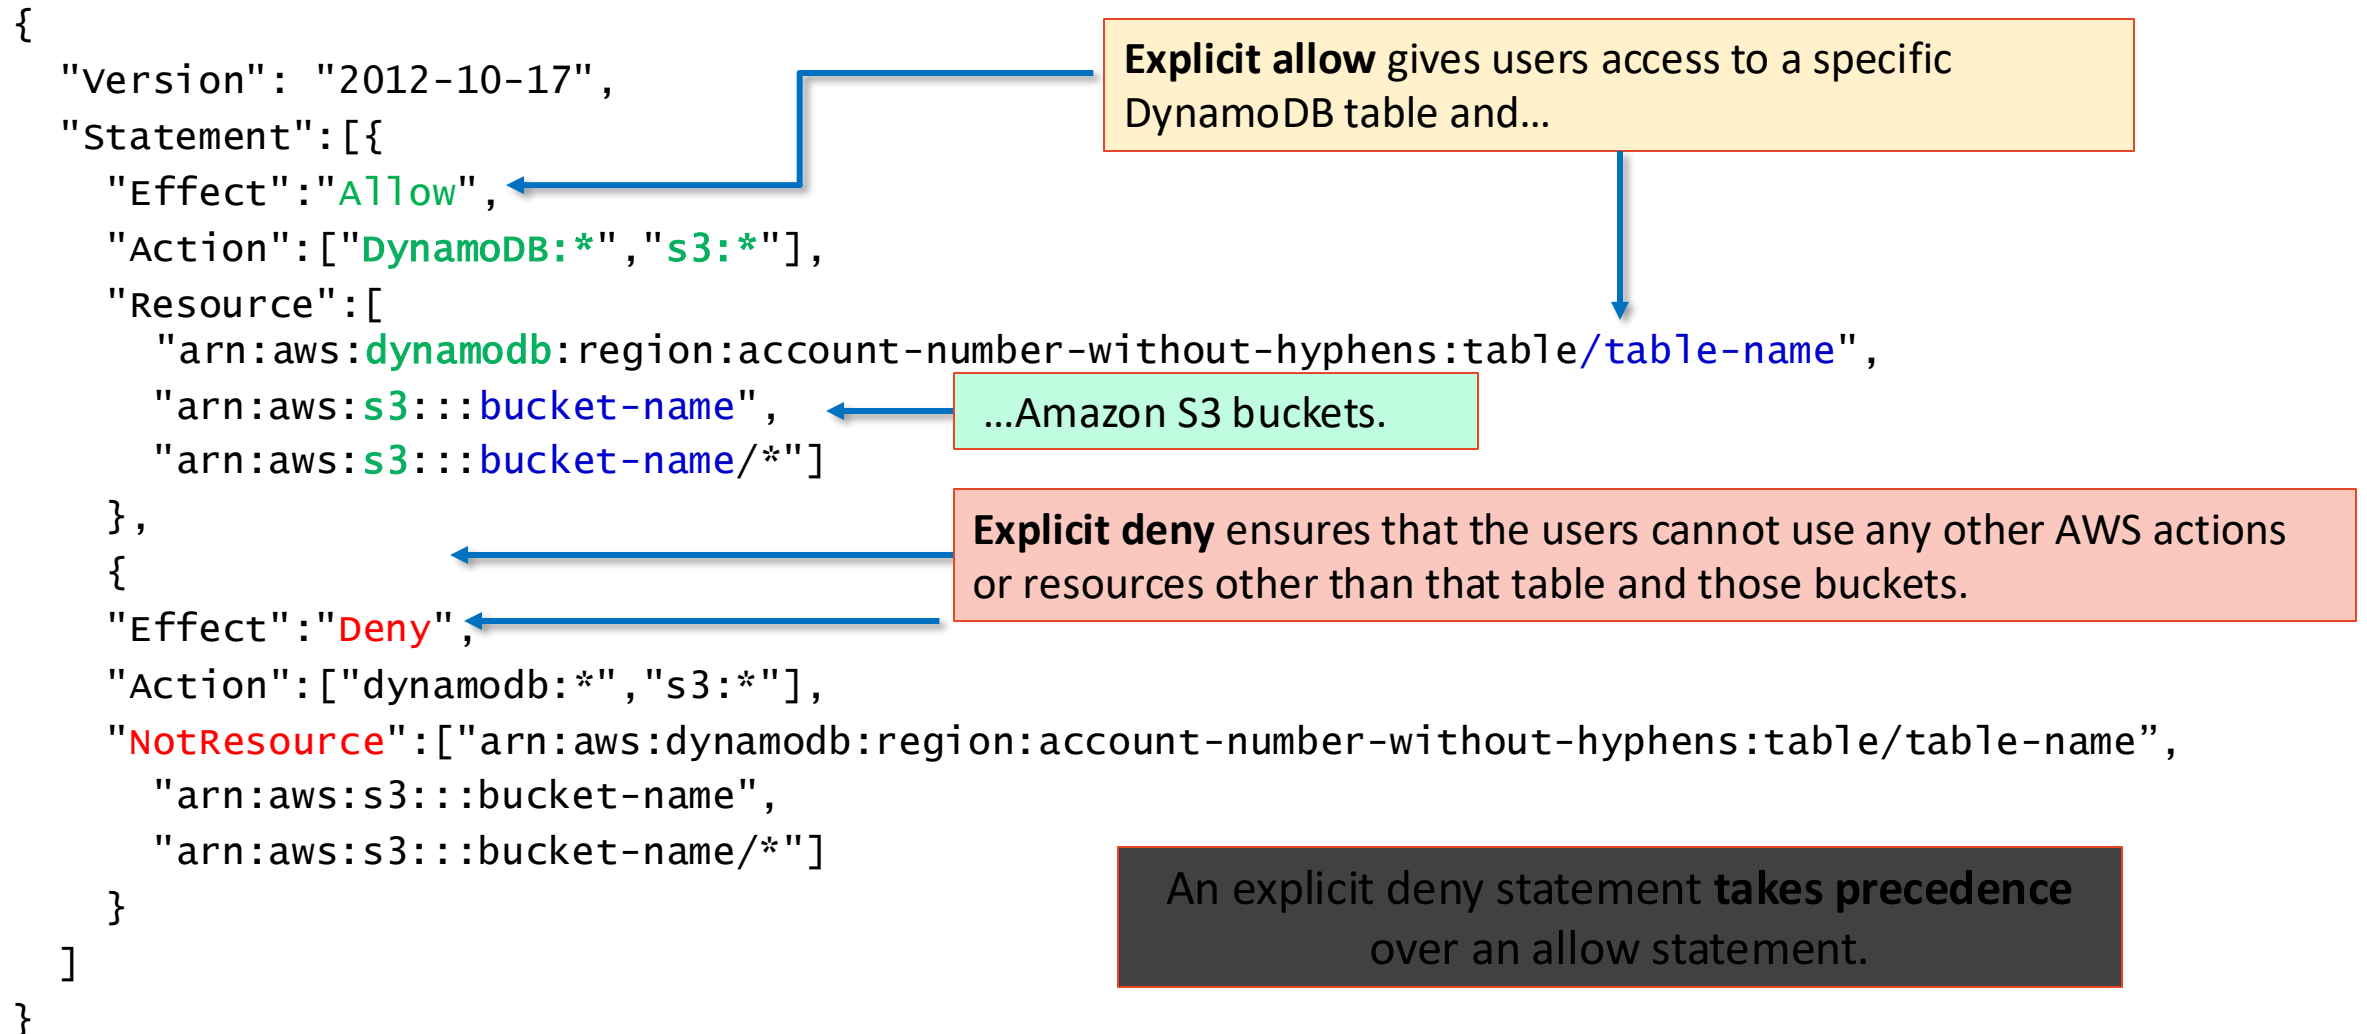 {
"Version": "2012-10-17",
"Statement":[{
"Effect":"Allow",
"Action":["DynamoDB:*","s3:*"],
"Resource":[
"arn:aws:dynamodb:region:account-number-without-hyphens:table/table-name",
"arn:aws:s3:::bucket-name",
"arn:aws:s3:::bucket-name/*"]
},
{
"Effect":"Deny",
"Action":["dynamodb:*","s3:*"],
"NotResource":["arn:aws:dynamodb:region:account-number-without-hyphens:table/table-name”,
"arn:aws:s3:::bucket-name",
"arn:aws:s3:::bucket-name/*"]
}
]
}
Explicit allow gives users access to a specific
DynamoDB table and…
…Amazon S3 buckets.
Explicit deny ensures that the users cannot use any other AWS actions
or resources other than that table and those buckets.
An explicit deny statement takes precedence
over an allow statement.